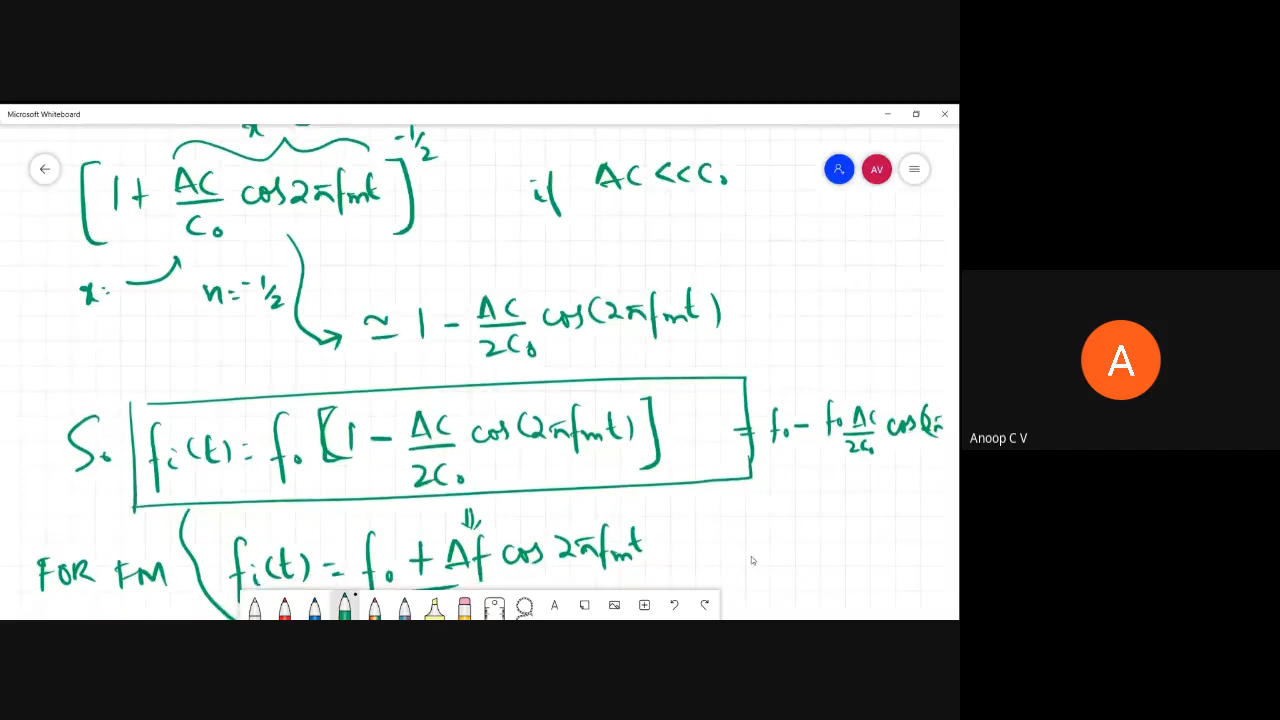 Microsoft Whiteboard
x
[1 + ΔC/C₀ cos2πfmt]^-1/2 if ΔC <<C₀
x: n=-1/2
≃ 1 - ΔC/2C₀ cos(2πfmt)
AV
So fi(t) = f₀ [1 - ΔC/2C₀ cos(2πfmt)] = f₀ - f₀ ΔC/2C₀ cos(2π
FOR FM fi(t) = f₀ + Δf cos 2πfmt
A
A
Anoop C V